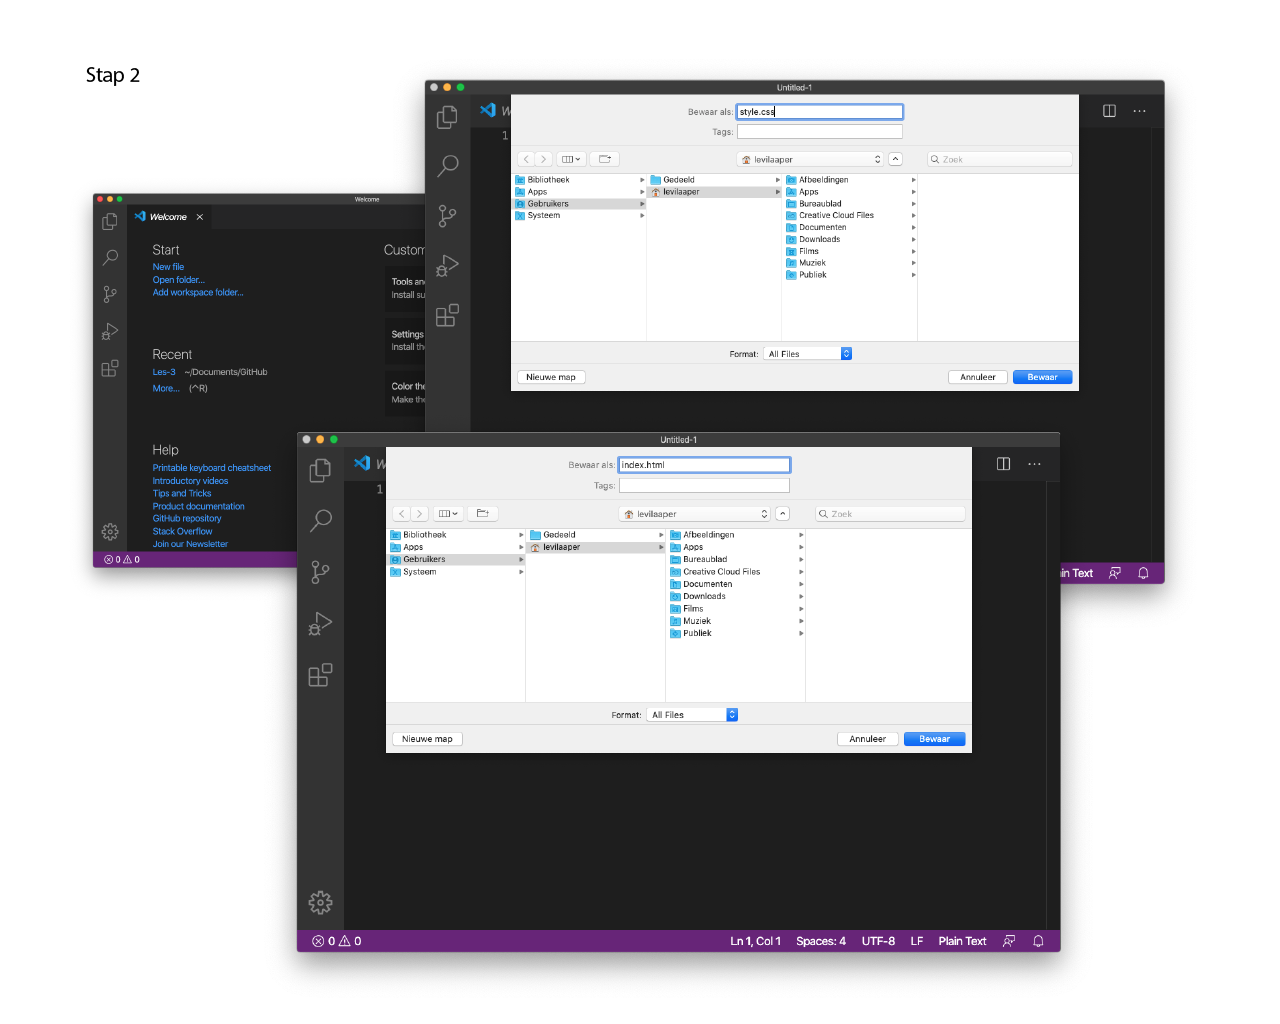 Stap 2
Untitled-1
Bewaar als: style.css
Tags:
levilaaper
Zoek
1
Bibliotheek
Apps
Gebruikers
Systeem
Gedeeld
levilaaper
Afbeeldingen
Apps
Bureaublad
Creative Cloud Files
Documenten
Downloads
Films
Muziek
Publiek
Format: All Files
Nieuwe map
Annuleer
Bewaar
in Text
Welcome
Welcome
Start
New file
Open folder...
Add workspace folder...
Recent
Les-3 ~/Documents/GitHub
More... (^R)
Help
Printable keyboard cheatsheet
Introductory videos
Tips and Tricks
Product documentation
GitHub repository
Stack Overflow
Join our Newsletter
Custom
Tools and
Install su
Settings
Install the
Color the
Make the
0 0
Untitled-1
Bewaar als: index.html
Tags:
levilaaper
Zoek
1
Bibliotheek
Apps
Gebruikers
Systeem
Gedeeld
levilaaper
Afbeeldingen
Apps
Bureaublad
Creative Cloud Files
Documenten
Downloads
Films
Muziek
Publiek
Format: All Files
Nieuwe map
Annuleer
Bewaar
0 0
Ln 1, Col 1 Spaces: 4 UTF-8 LF Plain Text